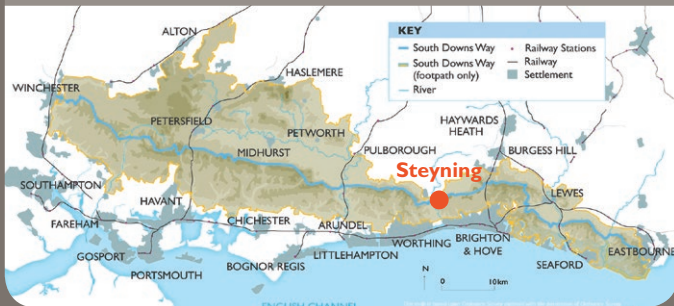 KEY
South Downs Way
South Downs Way
(footpath only)
River
Railway Stations
Railway
Settlement
ALTON
HASLEMERE
WINCHESTER
PETERSFIELD
PETWORTH
HAYWARDS
HEATH
MIDHURST
PULBOROUGH
BURGESS HILL
Steyning
SOUTHAMPTON
LEWES
HAVANT
FAREHAM
CHICHESTER
ARUNDEL
GOSPORT
WORTHING
BRIGHTON
& HOVE
EASTBOURNE
LITTLEHAMPTON
SEAFORD
PORTSMOUTH
BOGNOR REGIS
N
0
10km
ENGLISH CHANNEL